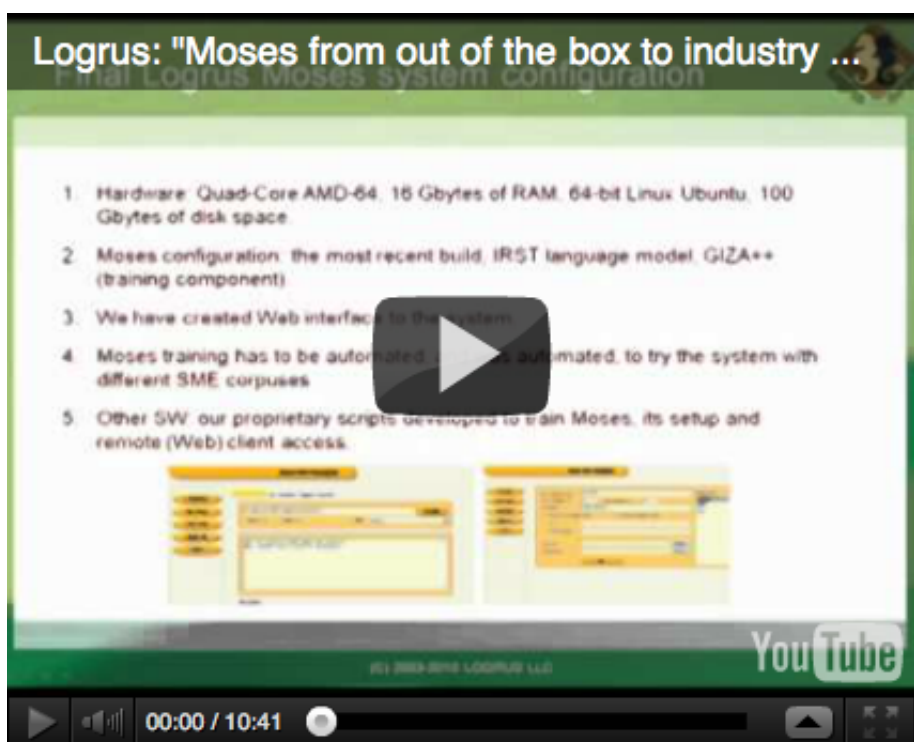 Logrus: "Moses from out of the box to industry ...
Final Logrus Moses system configuration
1. Hardware: Quad-Core AMD-64, 16 Gbytes of RAM, 64-bit Linux Ubuntu, 100
Gbytes of disk space
2. Moses configuration: the most recent build, IRST language model, GIZA++
(training component)
3. We have created Web interface to the system
4. Moses training has to be automated, automated, to try the system with
different SME corpuses
5. Other SW: our proprietary scripts developed to train Moses, its setup and
remote (Web) client access.
(C) 2003-2010 LOGRUS LLC
YouTube
00:00 / 10:41